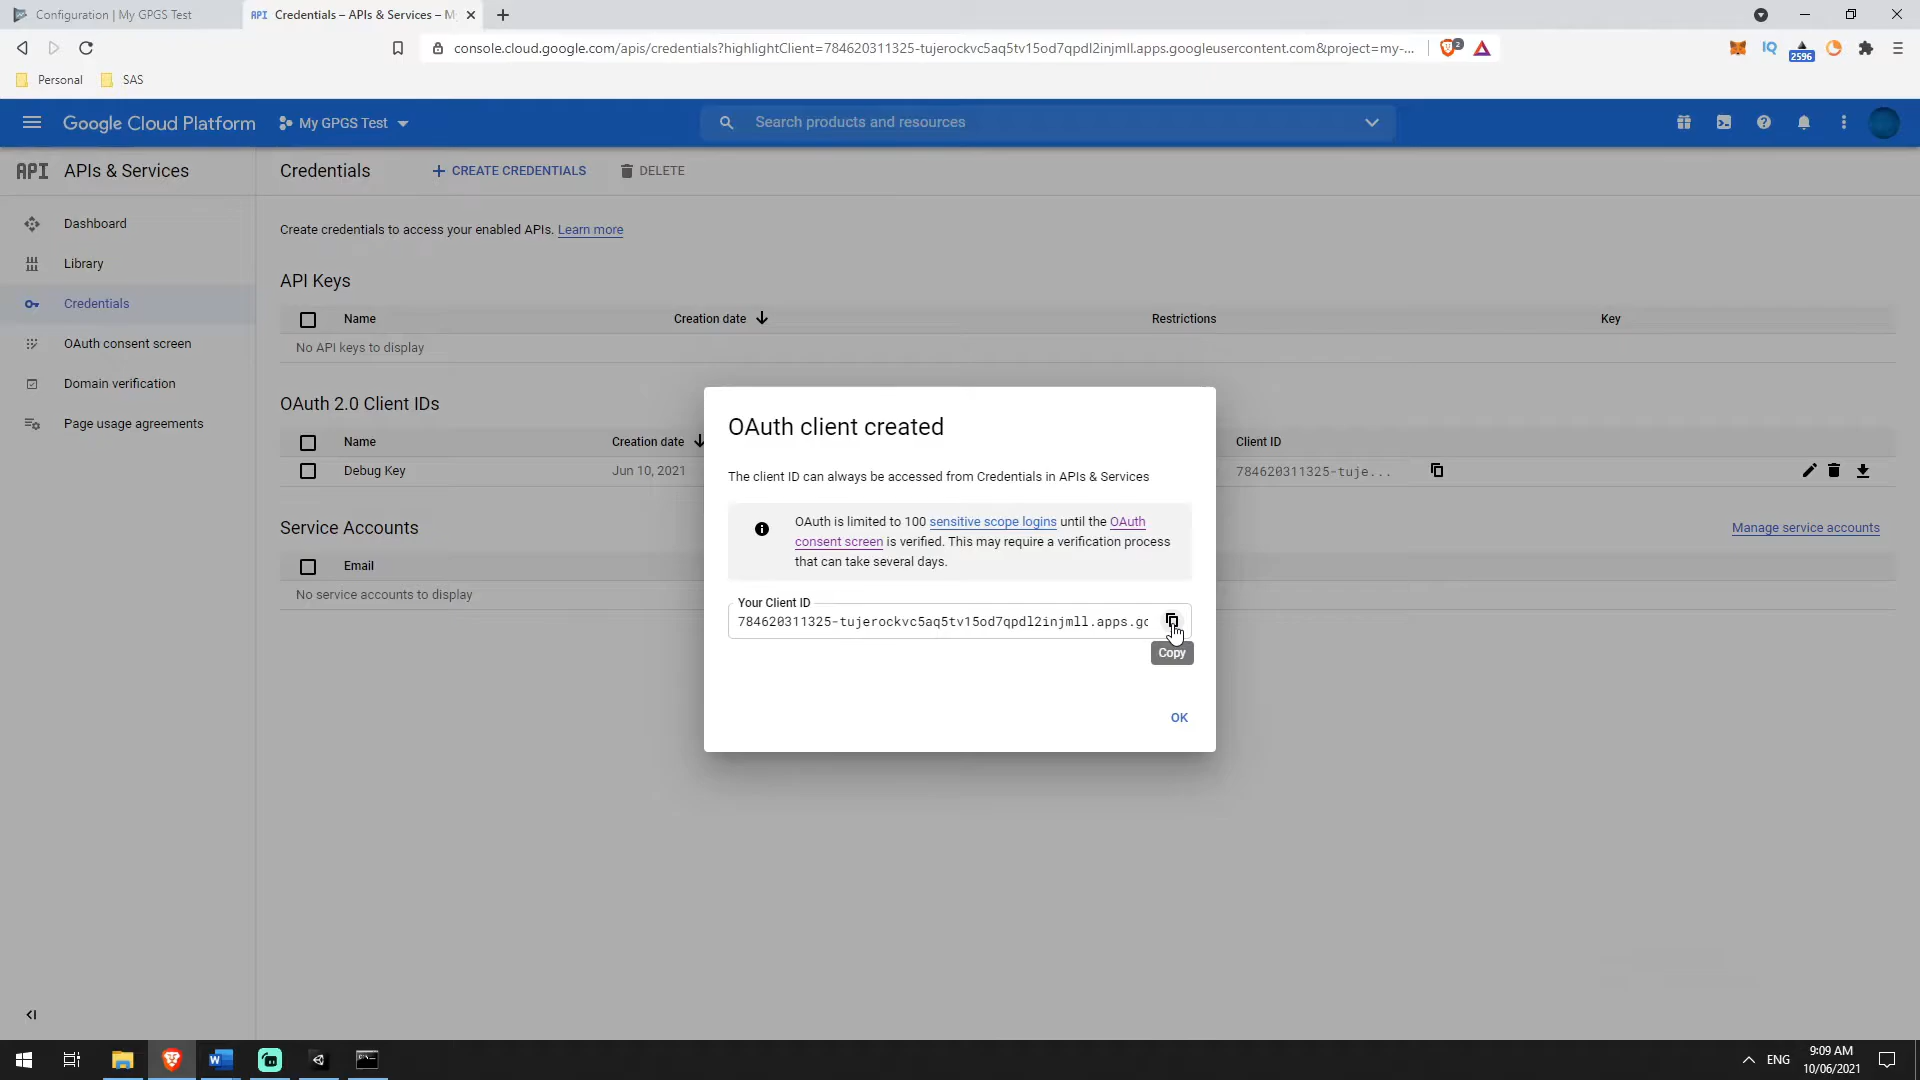 Configuration | My GPGS Test
API Credentials – APIs & Services – M
console.cloud.google.com/apis/credentials?highlightClient=784620311325-tujerockvc5aq5tv15od7qpdl2injmll.apps.googleusercontent.com&project=my-...
2
IQ
2596
Personal
SAS
Google Cloud Platform
My GPGS Test
Search products and resources
API APIs & Services
Credentials
CREATE CREDENTIALS
DELETE
Dashboard
Library
Credentials
OAuth consent screen
Domain verification
Page usage agreements
Create credentials to access your enabled APIs. Learn more
API Keys
Name Creation date Restrictions Key
No API keys to display
OAuth 2.0 Client IDs
Name Creation date Client ID
Debug Key Jun 10, 2021 784620311325-tuje...
Service Accounts
Manage service accounts
Email
No service accounts to display
OAuth client created
The client ID can always be accessed from Credentials in APIs & Services
OAuth is limited to 100 sensitive scope logins until the OAuth
consent screen is verified. This may require a verification process
that can take several days.
Your Client ID
784620311325-tujerockvc5aq5tv15od7qpdl2injmll.apps.go
Copy
OK
ENG
9:09 AM
10/06/2021